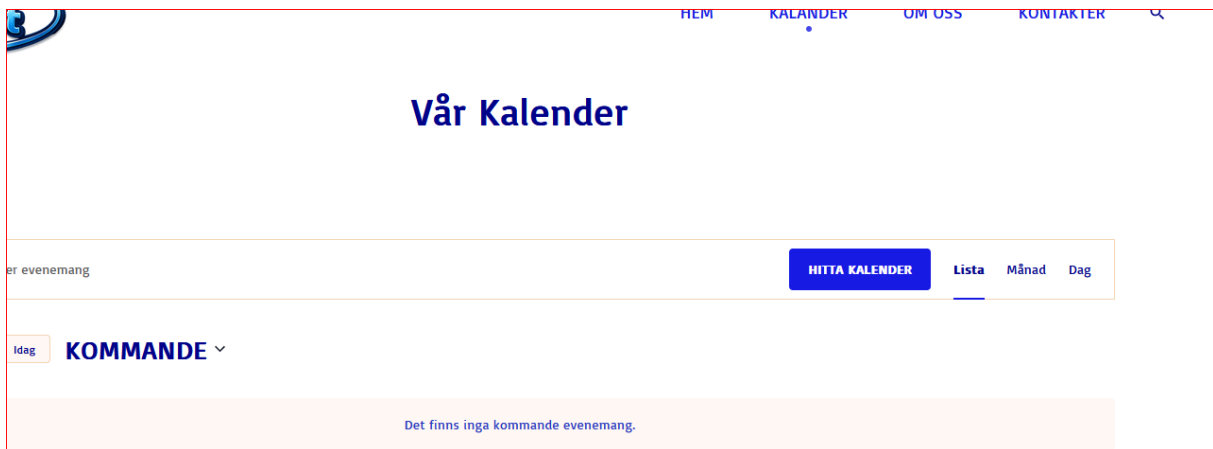 HEM KALANDER OM OSS KONTAKTER
Vår Kalender
er evenemang
HITTA KALENDER Lista Månad Dag
Idag KOMMANDE
Det finns inga kommande evenemang.